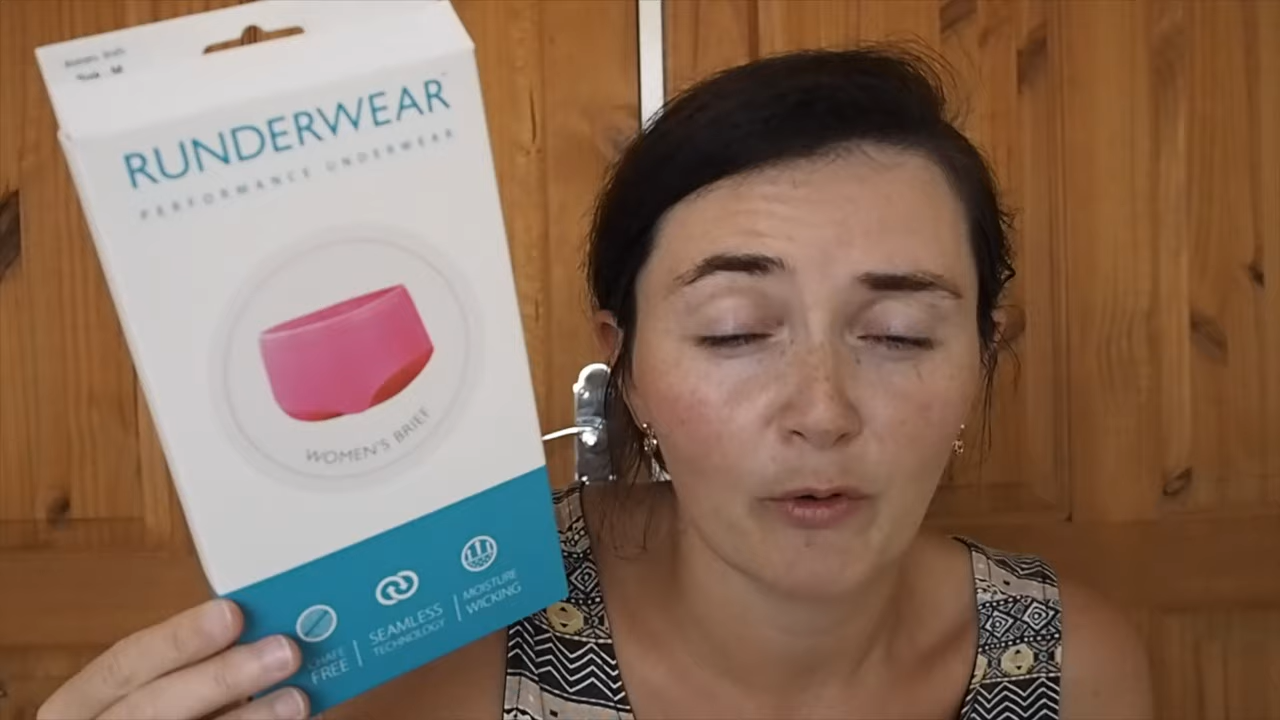 RUNDERWEAR
PERFORMANCE UNDERWEAR
WOMEN'S BRIEF
CHAFE
FREE
SEAMLESS
TECHNOLOGY
MOISTURE
WICKING